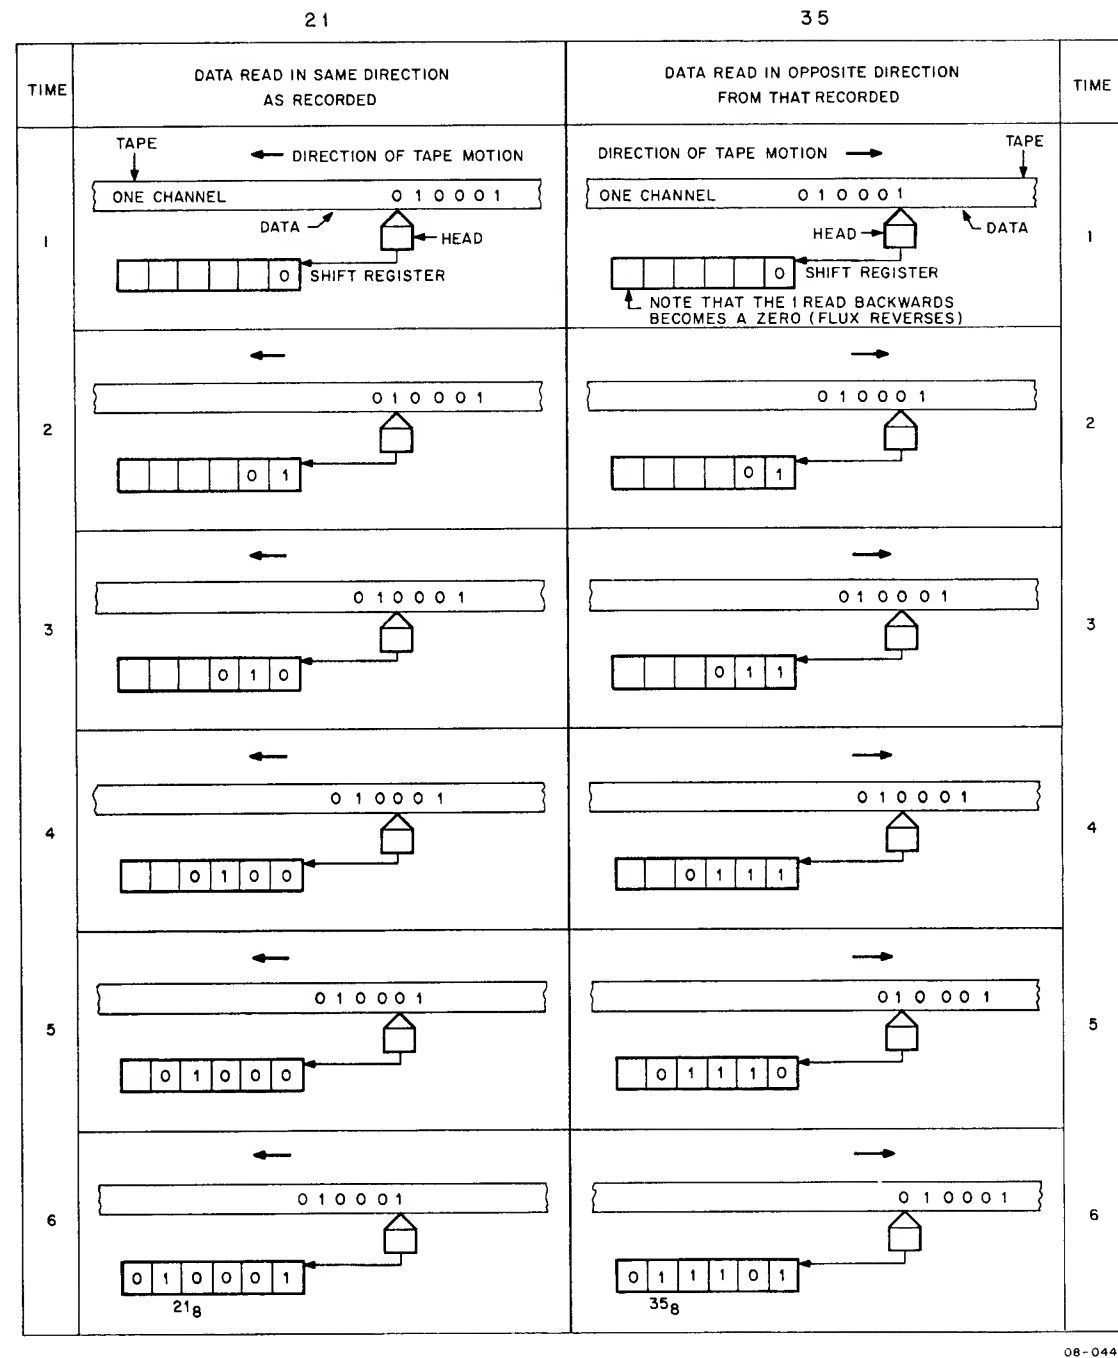 21 35
TIME
DATA READ IN SAME DIRECTION
AS RECORDED
DATA READ IN OPPOSITE DIRECTION
FROM THAT RECORDED
TIME
1
TAPE
DIRECTION OF TAPE MOTION
ONE CHANNEL 0 1 0 0 0 1
DATA
HEAD
0 SHIFT REGISTER
DIRECTION OF TAPE MOTION
TAPE
ONE CHANNEL 0 1 0 0 0 1
HEAD
DATA
0 SHIFT REGISTER
NOTE THAT THE 1 READ BACKWARDS
BECOMES A ZERO (FLUX REVERSES)
1
2
0 1 0 0 0 1
0 1
0 1 0 0 0 1
0 1
2
3
0 1 0 0 0 1
0 1 0
0 1 0 0 0 1
0 1 1
3
4
0 1 0 0 0 1
0 1 0 0
0 1 0 0 0 1
0 1 1 1
4
5
0 1 0 0 0 1
0 1 0 0 0
0 1 0 0 0 1
0 1 1 1 0
5
6
0 1 0 0 0 1
0 1 0 0 0 1
21₈
0 1 0 0 0 1
0 1 1 1 0 1
35₈
6
08-044